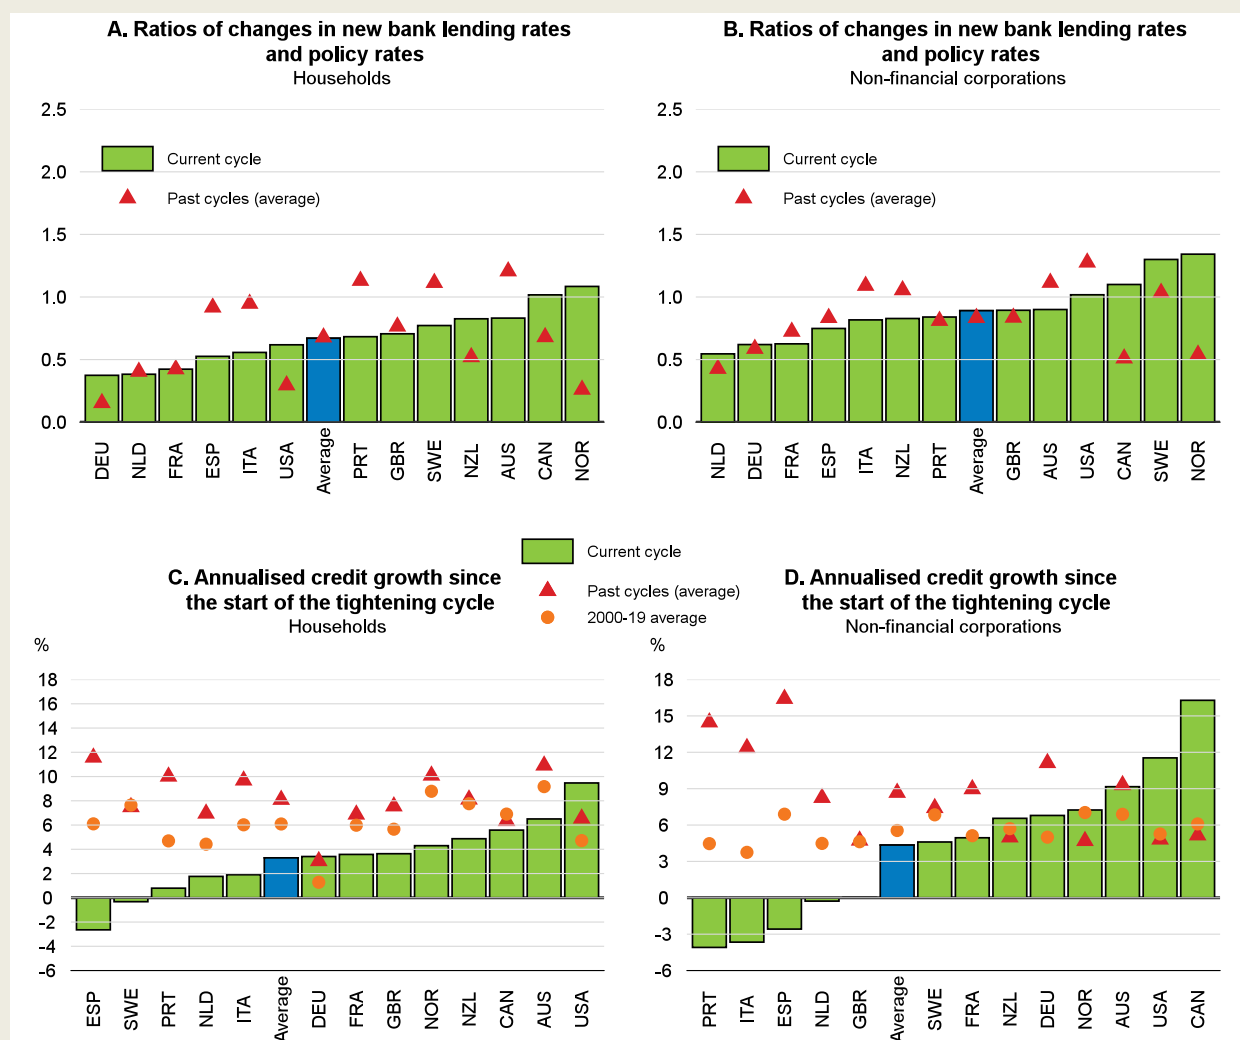 A. Ratios of changes in new bank lending rates
and policy rates
Households
2.5
2.0
1.5
1.0
0.5
0.0
Current cycle
Past cycles (average)
DEU NLD FRA ESP ITA USA Average PRT GBR SWE NZL AUS CAN NOR
B. Ratios of changes in new bank lending rates
and policy rates
Non-financial corporations
2.5
2.0
1.5
1.0
0.5
0.0
Current cycle
Past cycles (average)
NLD DEU FRA ESP ITA NZL PRT Average GBR AUS USA CAN SWE NOR
Current cycle
Past cycles (average)
2000-19 average
C. Annualised credit growth since
the start of the tightening cycle
Households
%
18
16
14
12
10
8
6
4
2
0
-2
-4
-6
ESP SWE PRT NLD ITA Average DEU FRA GBR NOR NZL CAN AUS USA
D. Annualised credit growth since
the start of the tightening cycle
Non-financial corporations
%
18
15
12
9
6
3
0
-3
-6
PRT ITA ESP NLD GBR Average SWE FRA NZL DEU NOR AUS USA CAN